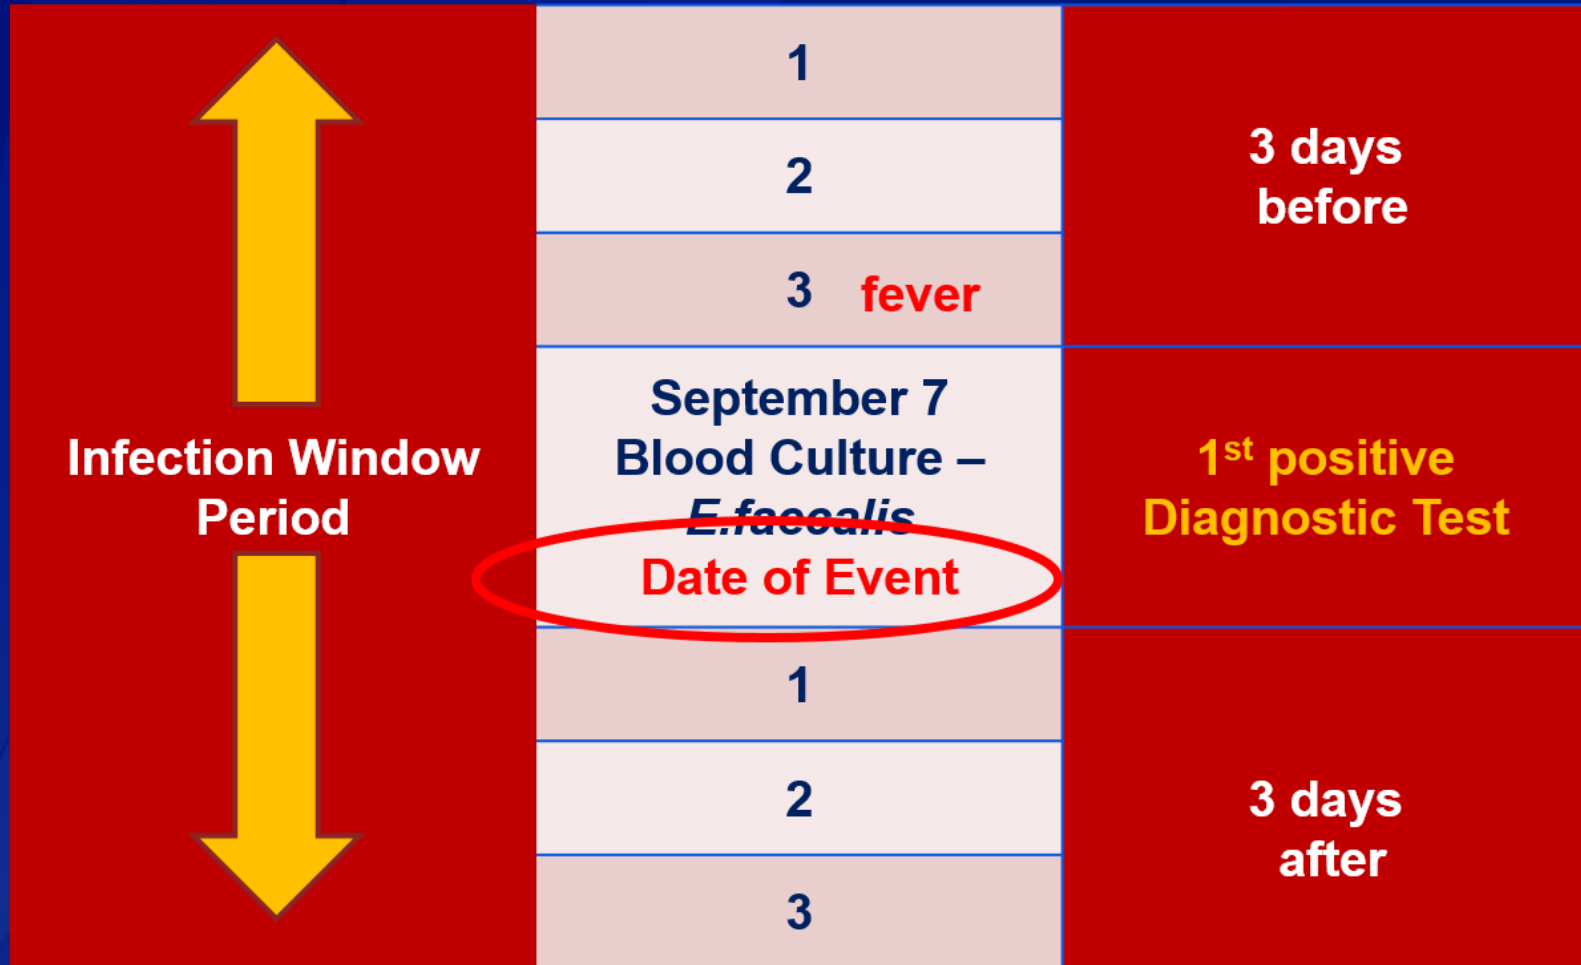 Infection Window
Period
1
2
3 fever
September 7
Blood Culture –
E.faecalis
Date of Event
1
2
3
3 days
before
1st positive
Diagnostic Test
3 days
after